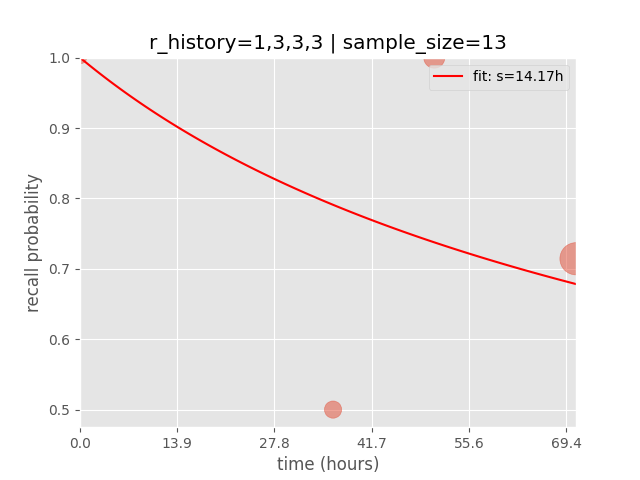 r_history=1,3,3,3 | sample_size=13
fit: s=14.17h
recall probability
1.0
0.9
0.8
0.7
0.6
0.5
0.0 13.9 27.8 41.7 55.6 69.4
time (hours)